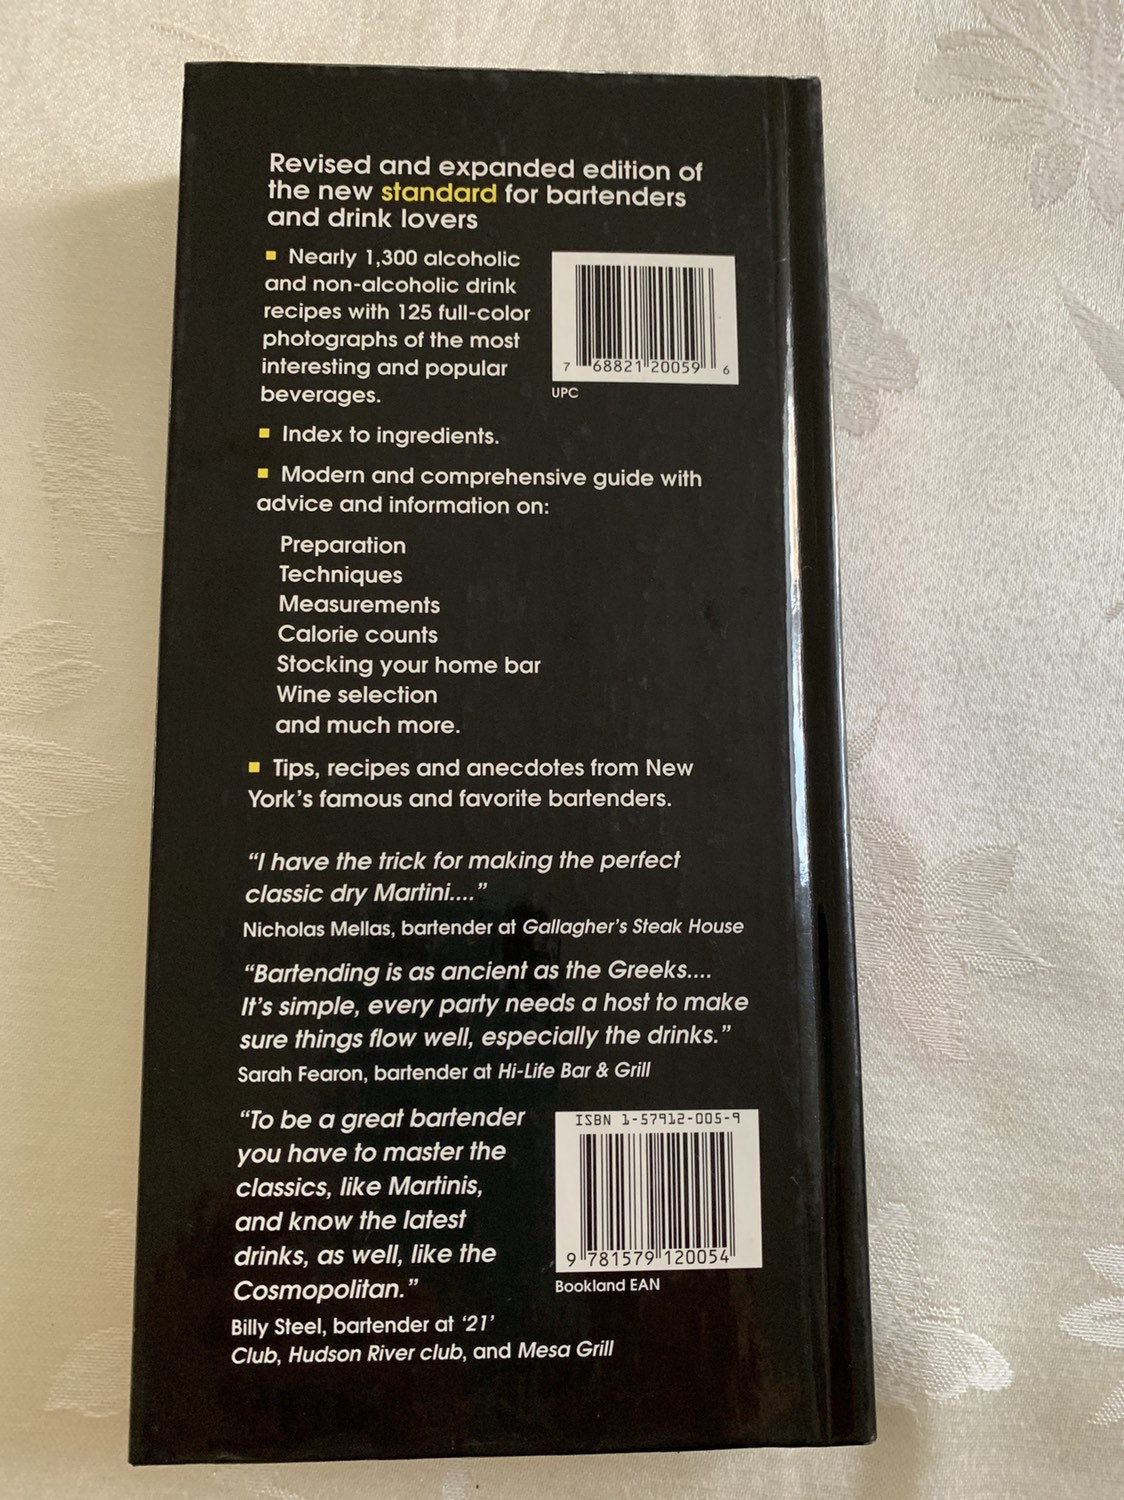 Revised and expanded edition of
the new standard for bartenders
and drink lovers
▪ Nearly 1,300 alcoholic
and non-alcoholic drink
recipes with 125 full-color
photographs of the most
interesting and popular
beverages.
7 68821 20059 6
UPC
▪ Index to ingredients.
▪ Modern and comprehensive guide with
advice and information on:
Preparation
Techniques
Measurements
Calorie counts
Stocking your home bar
Wine selection
and much more.
▪ Tips, recipes and anecdotes from New
York's famous and favorite bartenders.
“I have the trick for making the perfect
classic dry Martini....”
Nicholas Mellas, bartender at Gallagher's Steak House
“Bartending is as ancient as the Greeks....
It's simple, every party needs a host to make
sure things flow well, especially the drinks.”
Sarah Fearon, bartender at Hi-Life Bar & Grill
“To be a great bartender
you have to master the
classics, like Martinis,
and know the latest
drinks, as well, like the
Cosmopolitan.”
Billy Steel, bartender at ‘21’
Club, Hudson River club, and Mesa Grill
ISBN 1-57912-005-9
9 781579 120054
Bookland EAN